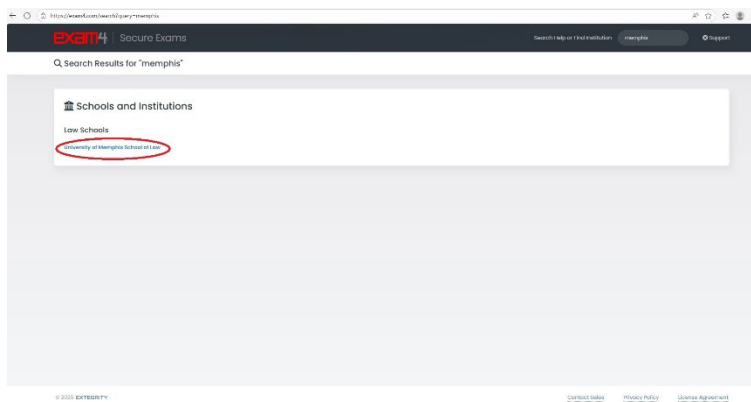 https://exam4.com/search?query=memphis
exam4 | Secure Exams
Search Help or Find Institution
memphis
Support
Search Results for "memphis"
Schools and Institutions
Law Schools
University of Memphis School of Law
© 2025 EXTEGRITY
Contact Sales
Privacy Policy
License Agreement